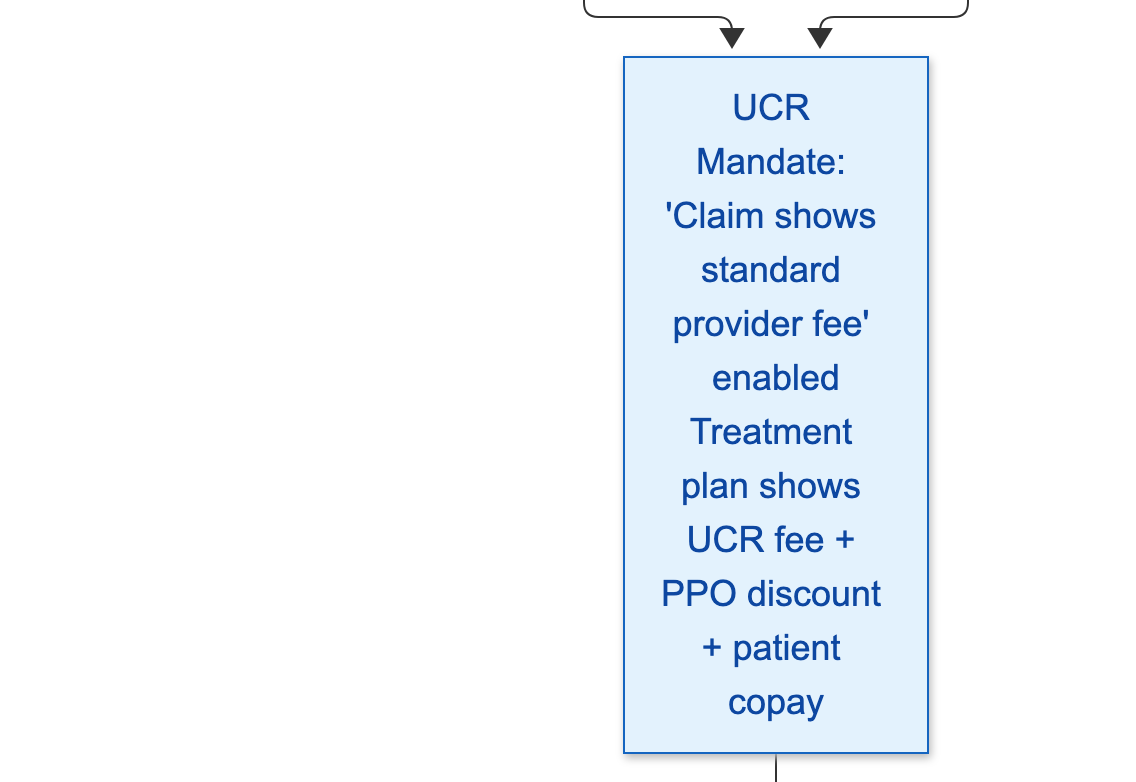 UCR
Mandate:
'Claim shows
standard
provider fee'
enabled
Treatment
plan shows
UCR fee +
PPO discount
+ patient
copay